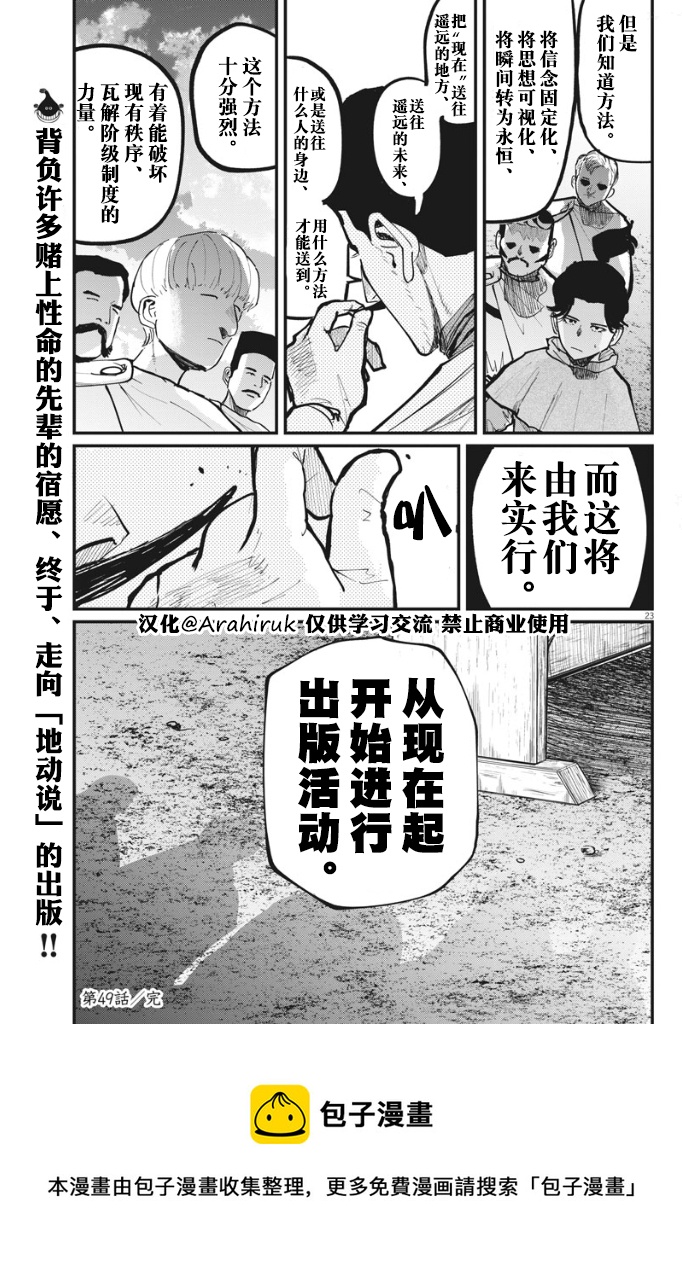 但是
我们知道方法。
将信念固定化、
将思想可视化、
将瞬间转为永恒、
把“现在”送往
遥远的地方、
送往
遥远的未来、
或是送往
什么人的身边、
用什么方法
才能送到。
这个方法
十分强烈。
有着能破坏
现有秩序、
瓦解阶级制度的
力量。
而这将
由我们
来实行。
叭
23
汉化@Arahiruk 仅供学习交流 禁止商业使用
从现在起
开始进行
出版活动。
背负许多赌上性命的先辈的宿愿、终于、走向「地动说」的出版!!
第49話／完
包子漫畫
本漫畫由包子漫畫收集整理，更多免費漫画請搜索「包子漫畫」